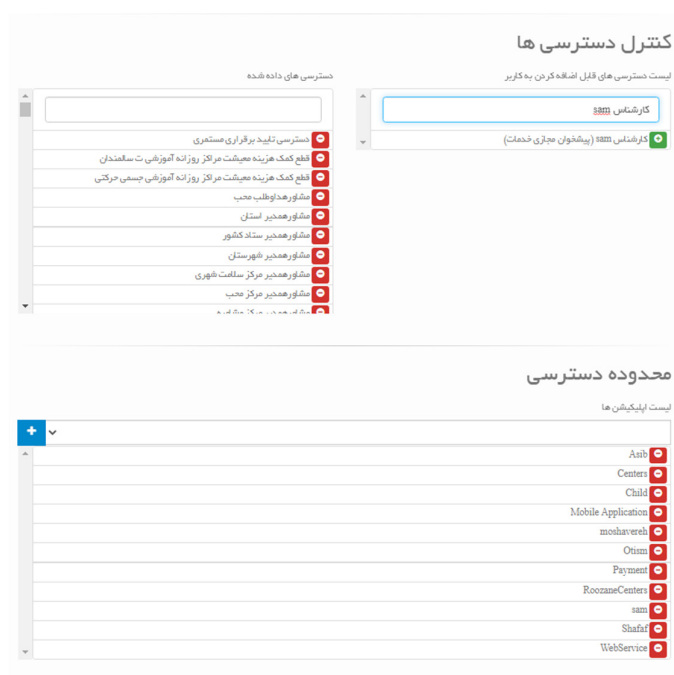 کنترل دسترسی ها
لیست دسترسی های قابل اضافه کردن به کاربر
کارشناس sam
کارشناس sam (پیشخوان مجازی خدمات)
دسترسی های داده شده
دسترسی تایید برقراری مستمری
قطع کمک هزینه معیشت مراکز روزانه آموزشی ت سالمندان
قطع کمک هزینه معیشت مراکز روزانه آموزشی جسمی حرکتی
مشاورهداوطلب محب
مشاورهمدیر استان
مشاورهمدیر ستاد کشور
مشاورهمدیر شهرستان
مشاورهمدیر مرکز سلامت شهری
مشاورهمدیر مرکز محب
مشاورهمدیر مرکز مشاوره
محدوده دسترسی
لیست اپلیکیشن ها
Asib
Centers
Child
Mobile Application
moshavereh
Otism
Payment
RoozaneCenters
sam
Shafaf
WebService